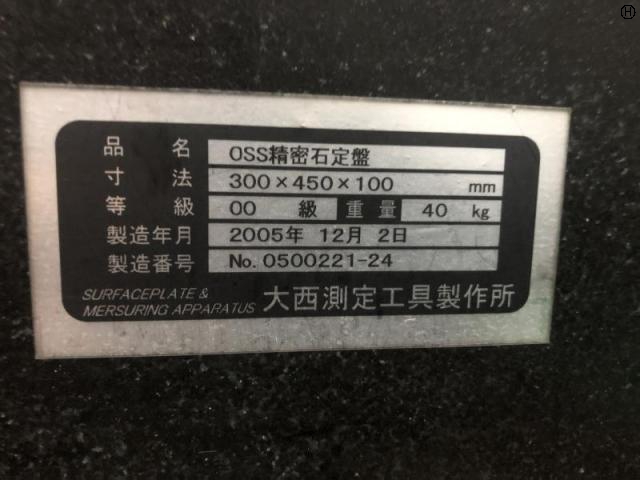 品名 OSS精密石定盤
寸法 300×450×100 mm
等級 00 級 重量 40 kg
製造年月 2005年 12月 2日
製造番号 No. 0500221-24
SURFACEPLATE &
MERSURING APPARATUS 大西測定工具製作所
H